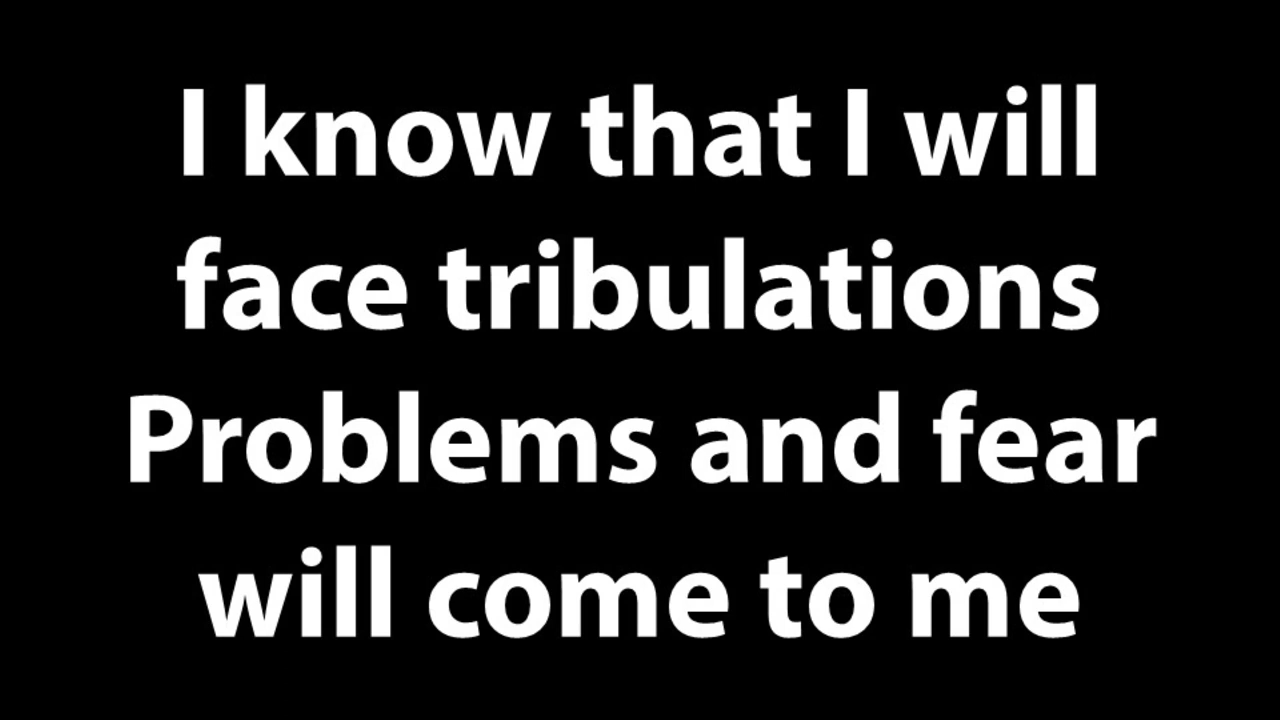 I know that I will
face tribulations
Problems and fear
will come to me